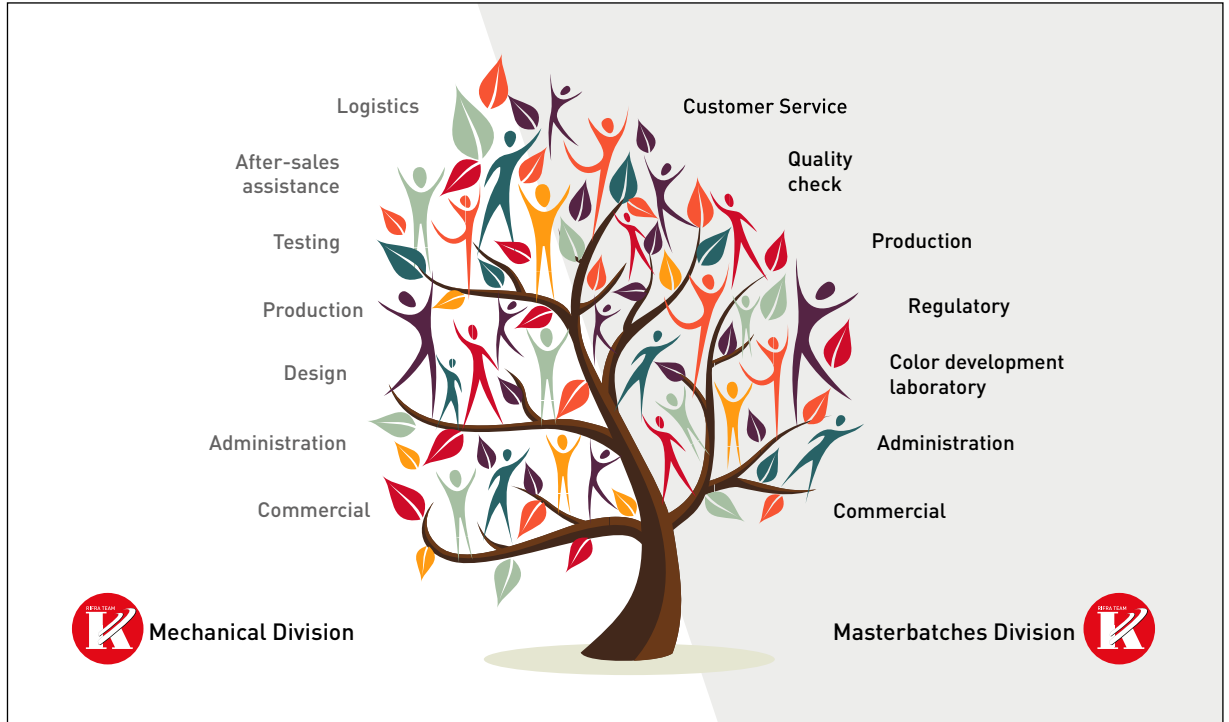 Logistics
After-sales
assistance
Testing
Production
Design
Administration
Commercial
RIFRA TEAM
K
Mechanical Division
Customer Service
Quality
check
Production
Regulatory
Color development
laboratory
Administration
Commercial
Masterbatches Division
RIFRA TEAM
K